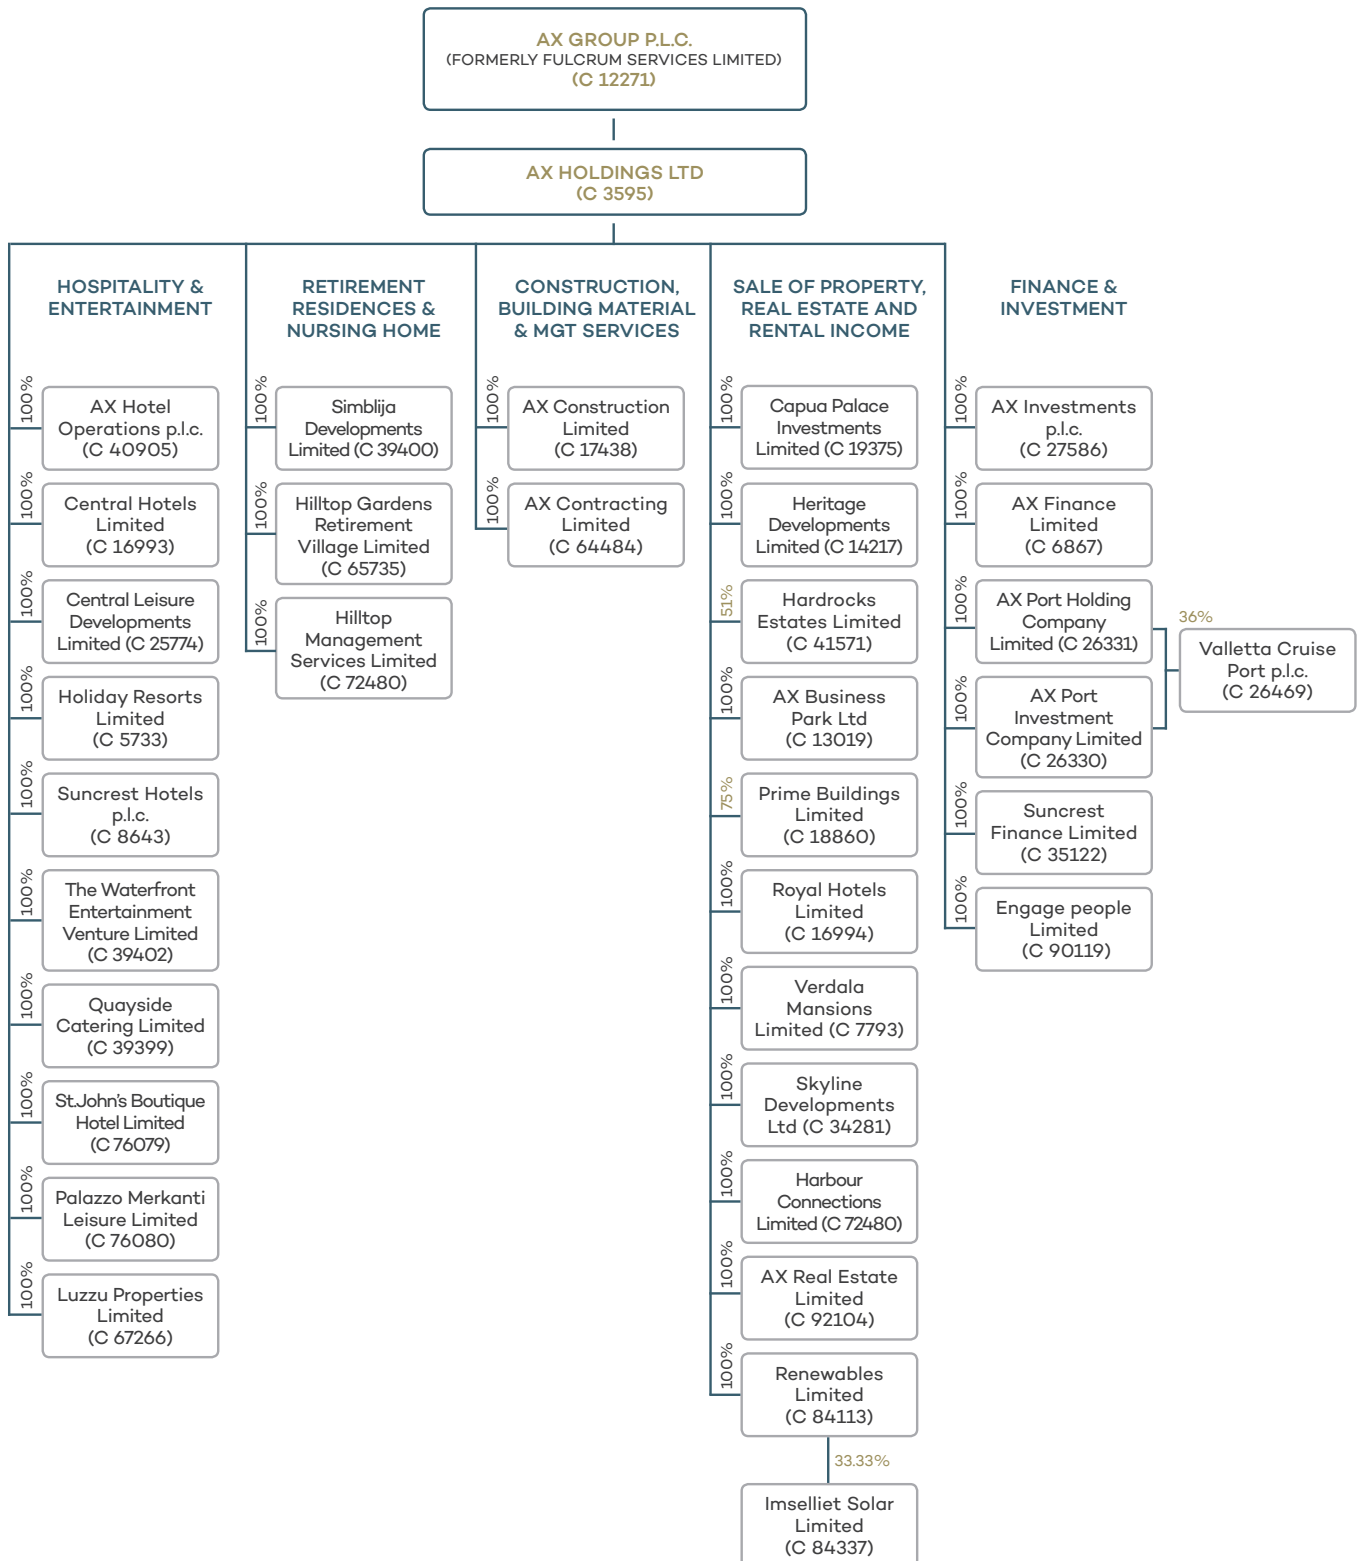 AX GROUP P.L.C.
(FORMERLY FULCRUM SERVICES LIMITED)
(C 12271)
AX HOLDINGS LTD
(C 3595)
HOSPITALITY &
ENTERTAINMENT
100%
AX Hotel
Operations p.l.c.
(C 40905)
100%
Central Hotels
Limited
(C 16993)
100%
Central Leisure
Developments
Limited (C 25774)
100%
Holiday Resorts
Limited
(C 5733)
100%
Suncrest Hotels
p.l.c.
(C 8643)
100%
The Waterfront
Entertainment
Venture Limited
(C 39402)
100%
Quayside
Catering Limited
(C 39399)
100%
St.John's Boutique
Hotel Limited
(C 76079)
100%
Palazzo Merkanti
Leisure Limited
(C 76080)
100%
Luzzu Properties
Limited
(C 67266)
RETIREMENT
RESIDENCES &
NURSING HOME
100%
Simblija
Developments
Limited (C 39400)
100%
Hilltop Gardens
Retirement
Village Limited
(C 65735)
100%
Hilltop
Management
Services Limited
(C 72480)
CONSTRUCTION,
BUILDING MATERIAL
& MGT SERVICES
100%
AX Construction
Limited
(C 17438)
100%
AX Contracting
Limited
(C 64484)
SALE OF PROPERTY,
REAL ESTATE AND
RENTAL INCOME
100%
Capua Palace
Investments
Limited (C 19375)
100%
Heritage
Developments
Limited (C 14217)
51%
Hardrocks
Estates Limited
(C 41571)
100%
AX Business
Park Ltd
(C 13019)
75%
Prime Buildings
Limited
(C 18860)
100%
Royal Hotels
Limited
(C 16994)
100%
Verdala
Mansions
Limited (C 7793)
100%
Skyline
Developments
Ltd (C 34281)
100%
Harbour
Connections
Limited (C 72480)
100%
AX Real Estate
Limited
(C 92104)
100%
Renewables
Limited
(C 84113)
33.33%
Imselliet Solar
Limited
(C 84337)
FINANCE &
INVESTMENT
100%
AX Investments
p.l.c.
(C 27586)
100%
AX Finance
Limited
(C 6867)
100%
AX Port Holding
Company
Limited (C 26331)
100%
AX Port
Investment
Company Limited
(C 26330)
36%
Valletta Cruise
Port p.l.c.
(C 26469)
100%
Suncrest
Finance Limited
(C 35122)
100%
Engage people
Limited
(C 90119)